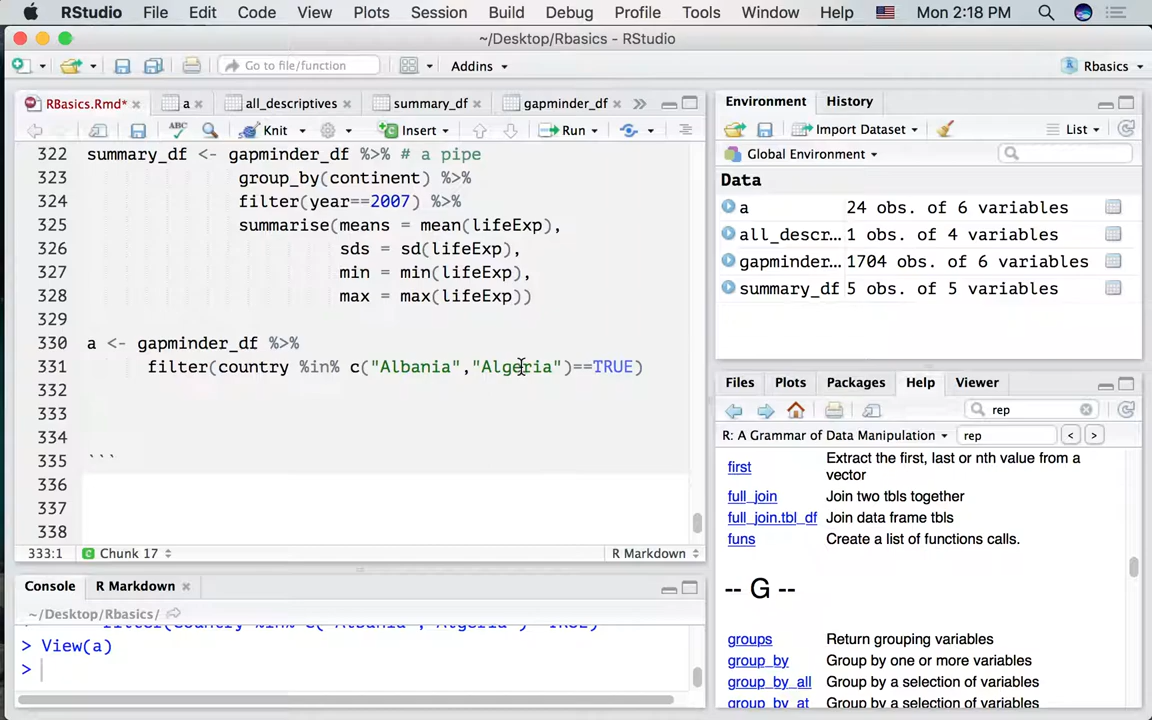 RStudio File Edit Code View Plots Session Build Debug Profile Tools Window Help Mon 2:18 PM
~/Desktop/Rbasics - RStudio
Go to file/function Addins Rbasics
RBasics.Rmd* a all_descriptives summary_df gapminder_df
ABC Knit Insert Run
322 summary_df <- gapminder_df %>% # a pipe
323 group_by(continent) %>%
324 filter(year==2007) %>%
325 summarise(means = mean(lifeExp),
326 sds = sd(lifeExp),
327 min = min(lifeExp),
328 max = max(lifeExp))
329
330 a <- gapminder_df %>%
331 filter(country %in% c("Albania","Algeria")==TRUE)
332
333
334
335 ```
336
337
338
333:1 Chunk 17 R Markdown
Console R Markdown
~/Desktop/Rbasics/
filter(country %in% c("Albania","Algeria")==TRUE)
> View(a)
>
Environment History
Import Dataset List
Global Environment
Data
a 24 obs. of 6 variables
all_descr... 1 obs. of 4 variables
gapminder... 1704 obs. of 6 variables
summary_df 5 obs. of 5 variables
Files Plots Packages Help Viewer
rep
R: A Grammar of Data Manipulation rep < >
first Extract the first, last or nth value from a
vector
full_join Join two tbls together
full_join.tbl_df Join data frame tbls
funs Create a list of functions calls.
-- G --
groups Return grouping variables
group_by Group by one or more variables
group_by_all Group by a selection of variables
group_by_at Group by a selection of variables